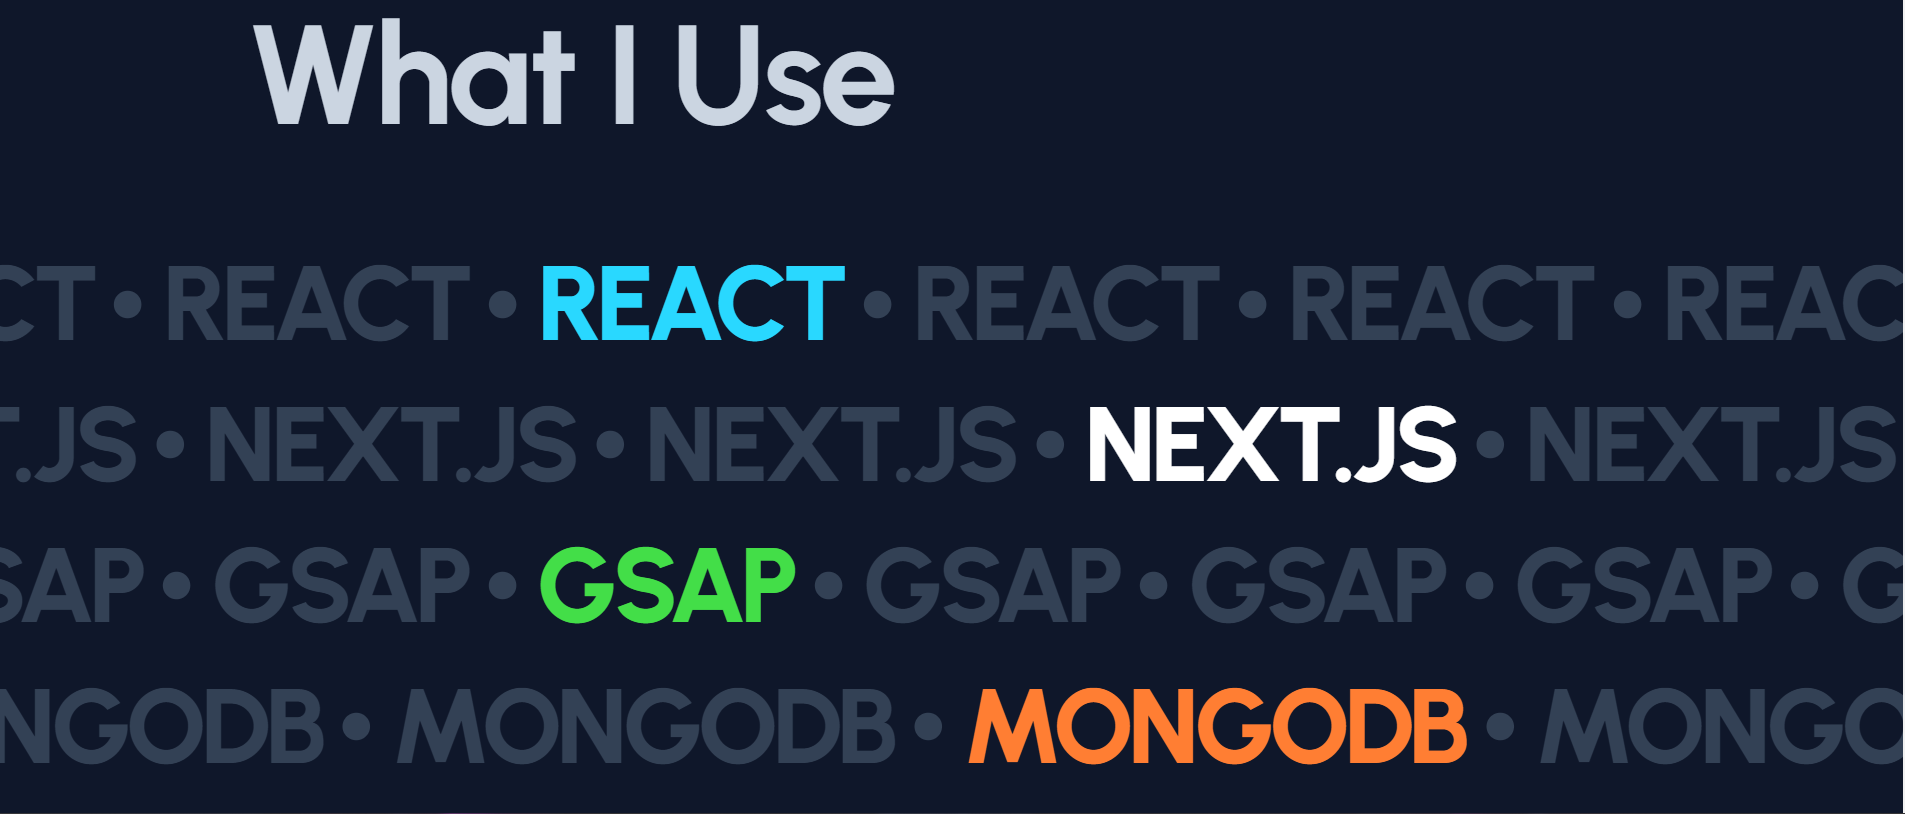 What I Use
CT • REACT • REACT • REACT • REACT • REAC
T.JS • NEXT.JS • NEXT.JS • NEXT.JS • NEXT.JS
SAP • GSAP • GSAP • GSAP • GSAP • GSAP • G
NGODB • MONGODB • MONGODB • MONGO